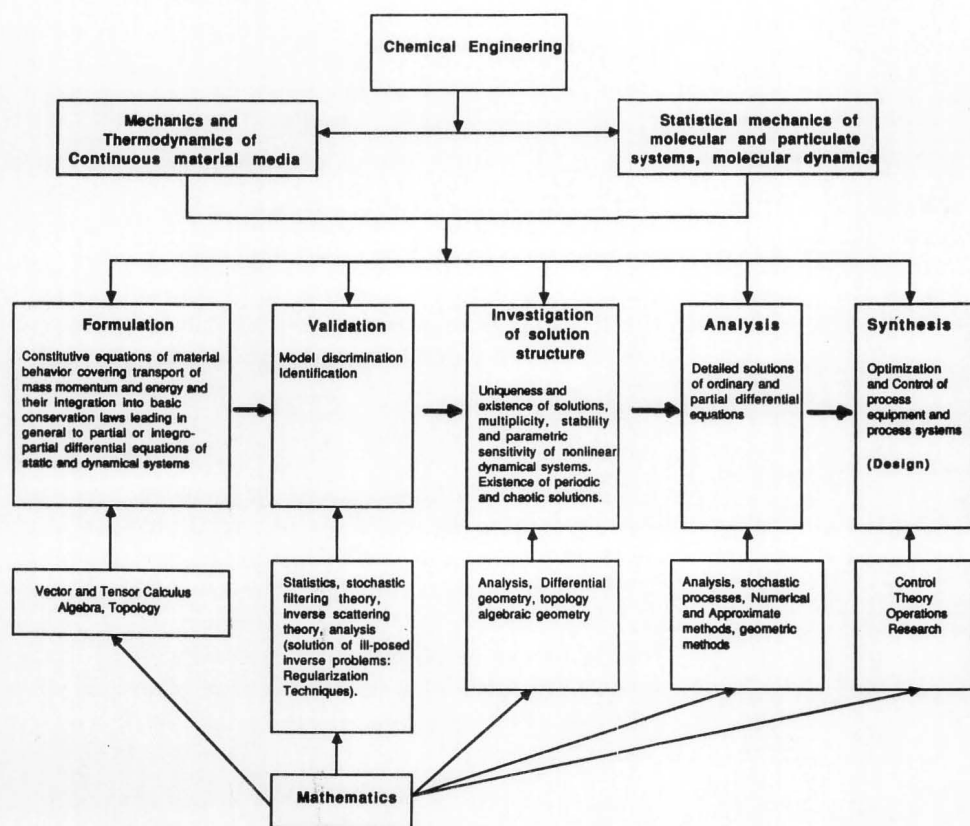 Chemical Engineering
Mechanics and
Thermodynamics of
Continuous material media
Statistical mechanics of
molecular and particulate
systems, molecular dynamics
Formulation
Constitutive equations of material
behavior covering transport of
mass momentum and energy and
their integration into basic
conservation laws leading in
general to partial or integro-
partial differential equations of
static and dynamical systems
Validation
Model discrimination
Identification
Investigation
of solution
structure
Uniqueness and
existence of solutions,
multiplicity, stability
and parametric
sensitivity of nonlinear
dynamical systems.
Existence of periodic
and chaotic solutions.
Analysis
Detailed solutions
of ordinary and
partial differential
equations
Synthesis
Optimization
and Control of
process
equipment and
process systems
(Design)
Vector and Tensor Calculus
Algebra, Topology
Statistics, stochastic
filtering theory,
inverse scattering
theory, analysis
(solution of ill-posed
inverse problems:
Regularization
Techniques).
Analysis, Differential
geometry, topology
algebraic geometry
Analysis, stochastic
processes, Numerical
and Approximate
methods, geometric
methods
Control
Theory
Operations
Research
Mathematics